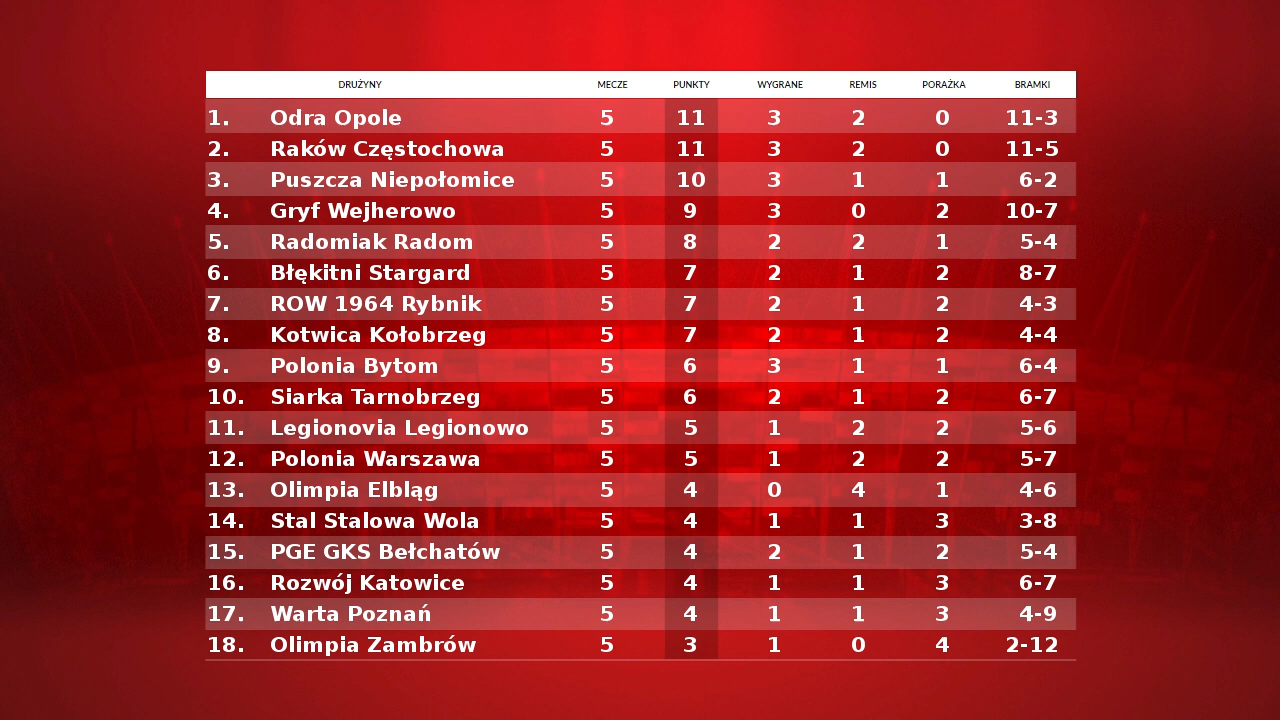 DRUŻYNY MECZE PUNKTY WYGRANE REMIS PORAŻKA BRAMKI
1. Odra Opole 5 11 3 2 0 11-3
2. Raków Częstochowa 5 11 3 2 0 11-5
3. Puszcza Niepołomice 5 10 3 1 1 6-2
4. Gryf Wejherowo 5 9 3 0 2 10-7
5. Radomiak Radom 5 8 2 2 1 5-4
6. Błękitni Stargard 5 7 2 1 2 8-7
7. ROW 1964 Rybnik 5 7 2 1 2 4-3
8. Kotwica Kołobrzeg 5 7 2 1 2 4-4
9. Polonia Bytom 5 6 3 1 1 6-4
10. Siarka Tarnobrzeg 5 6 2 1 2 6-7
11. Legionovia Legionowo 5 5 1 2 2 5-6
12. Polonia Warszawa 5 5 1 2 2 5-7
13. Olimpia Elbląg 5 4 0 4 1 4-6
14. Stal Stalowa Wola 5 4 1 1 3 3-8
15. PGE GKS Bełchatów 5 4 2 1 2 5-4
16. Rozwój Katowice 5 4 1 1 3 6-7
17. Warta Poznań 5 4 1 1 3 4-9
18. Olimpia Zambrów 5 3 1 0 4 2-12